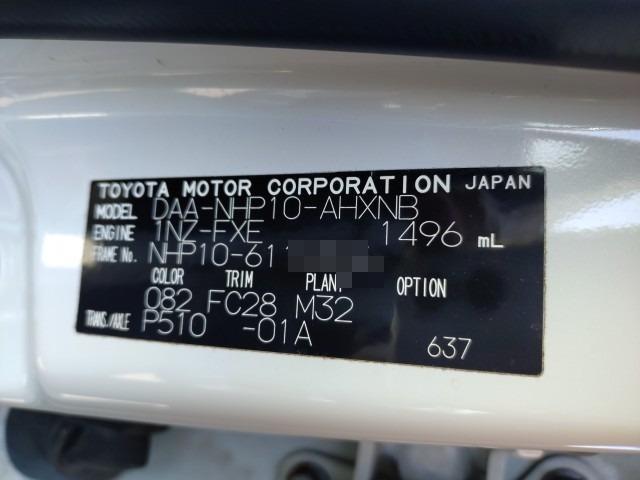 TOYOTA MOTOR CORPORATION JAPAN
MODEL DAA-NHP10-AHXNB
ENGINE 1NZ-FXE 1496 mL
FRAME No. NHP10-61
COLOR TRIM PLAN. OPTION
082 FC28 M32
TRANS./AXLE P510 -01A 637